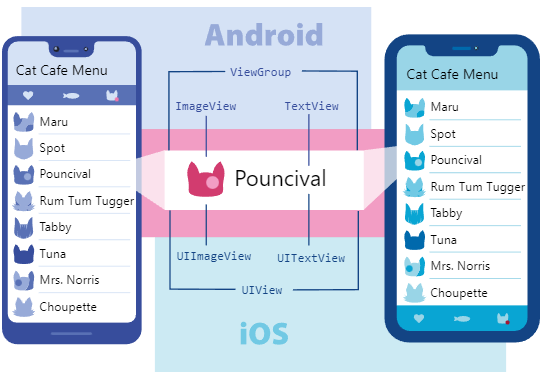 Android
Cat Cafe Menu
Maru
Spot
Pouncival
Rum Tum Tugger
Tabby
Tuna
Mrs. Norris
Choupette
ViewGroup
ImageView
TextView
Pouncival
UIImageView
UITextView
UIView
iOS
Cat Cafe Menu
Maru
Spot
Pouncival
Rum Tum Tugger
Tabby
Tuna
Mrs. Norris
Choupette